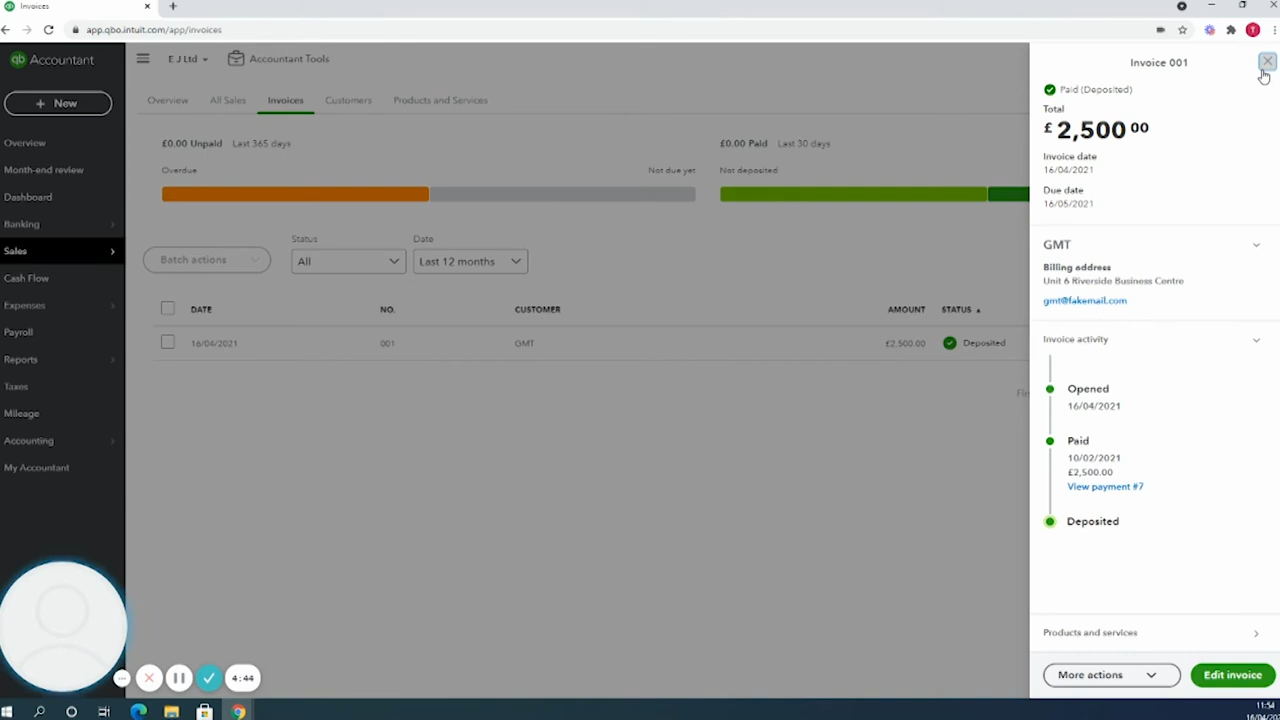 Invoices
app.qbo.intuit.com/app/invoices
T
qb Accountant
E J Ltd
Accountant Tools
+ New
Overview
Month-end review
Dashboard
Banking
Sales
Cash Flow
Expenses
Payroll
Reports
Taxes
Mileage
Accounting
My Accountant
Overview All Sales Invoices Customers Products and Services
£0.00 Unpaid Last 365 days
Overdue Not due yet
£0.00 Paid Last 30 days
Not deposited
Batch actions
Status
All
Date
Last 12 months
DATE NO. CUSTOMER AMOUNT STATUS
16/04/2021 001 GMT £2,500.00 Deposited
Invoice 001
Paid (Deposited)
Total
£ 2,500 00
Invoice date
16/04/2021
Due date
16/05/2021
GMT
Billing address
Unit 6 Riverside Business Centre
gmt@fakemail.com
Invoice activity
Opened
16/04/2021
Paid
10/02/2021
£2,500.00
View payment #7
Deposited
Products and services
More actions
Edit invoice
4:44
11:54